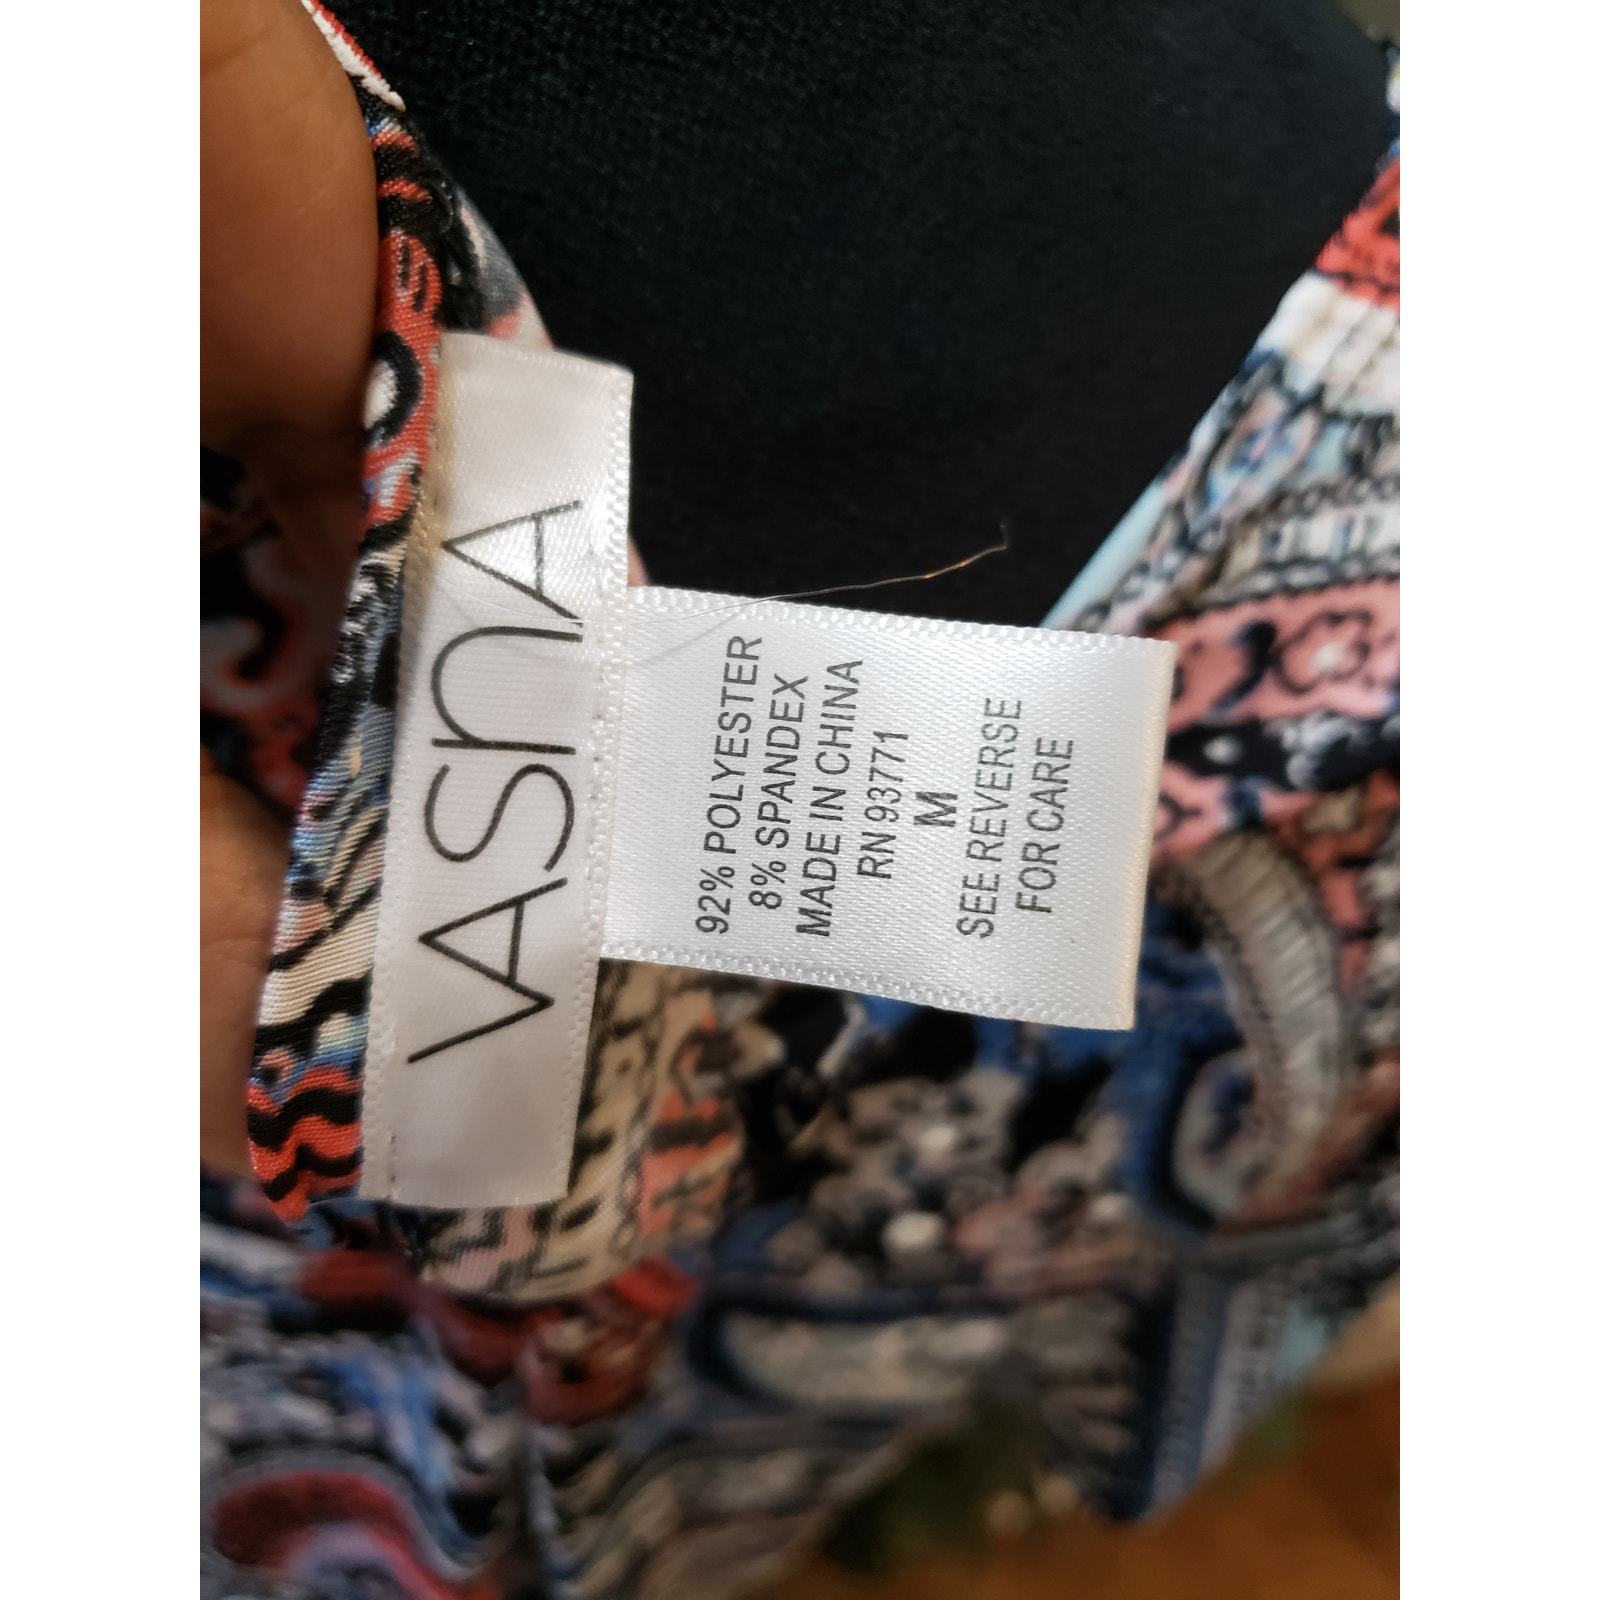 VASNA
92% POLYESTER
8% SPANDEX
MADE IN CHINA
RN 93771
M
SEE REVERSE
FOR CARE